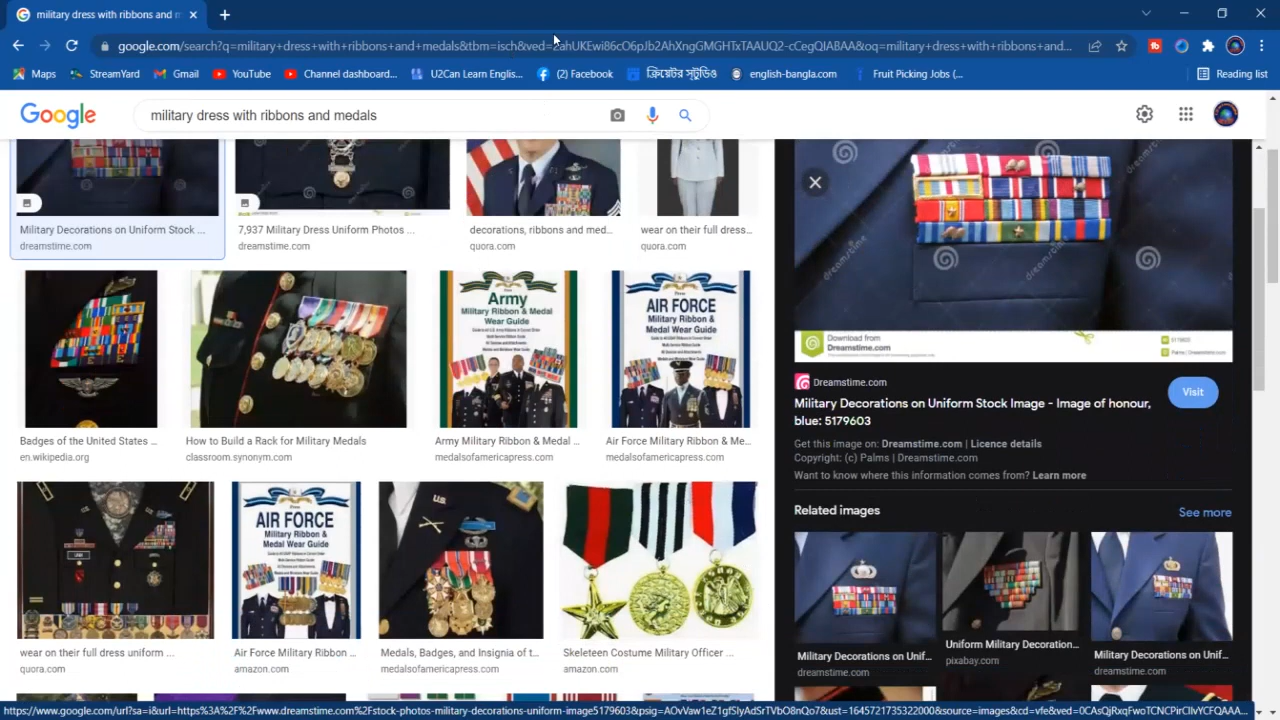 military dress with ribbons and m
google.com/search?q=military+dress+with+ribbons+and+medals&tbm=isch&ved=2ahUKEwi86cO6pJb2AhXngGMGHTxTAAUQ2-cCegQIABAA&oq=military+dress+with+ribbons+and+med...
Maps
StreamYard
Gmail
YouTube
Channel dashboard...
U2Can Learn Englis...
(2) Facebook
ক্রিয়েটর স্টুডিও
english-bangla.com
Fruit Picking Jobs (...
Reading list
Google
military dress with ribbons and medals
Military Decorations on Uniform Stock ...
dreamstime.com
7,937 Military Dress Uniform Photos ...
dreamstime.com
decorations, ribbons and med...
quora.com
wear on their full dress...
quora.com
Army
Military Ribbon & Medal
Wear Guide
AIR FORCE
Military Ribbon &
Medal Wear Guide
Badges of the United States ...
en.wikipedia.org
How to Build a Rack for Military Medals
classroom.synonym.com
Army Military Ribbon & Medal ...
medalsofamericapress.com
Air Force Military Ribbon & Me...
medalsofamericapress.com
U.S.
AIR FORCE
Military Ribbon &
Medal Wear Guide
wear on their full dress uniform ...
quora.com
Air Force Military Ribbon ...
amazon.com
Medals, Badges, and Insignia of t...
medalsofamericapress.com
Skeleteen Costume Military Officer ...
amazon.com
dreamstime
dreamstime
Download from
Dreamstime.com
5179603
Palms | Dreamstime.com
Dreamstime.com
Visit
Military Decorations on Uniform Stock Image - Image of honour,
blue: 5179603
Get this image on: Dreamstime.com | Licence details
Copyright: (c) Palms | Dreamstime.com
Want to know where this information comes from? Learn more
Related images
See more
Military Decorations on Unif...
dreamstime.com
Uniform Military Decoration...
pixabay.com
Military Decorations on Unif...
dreamstime.com